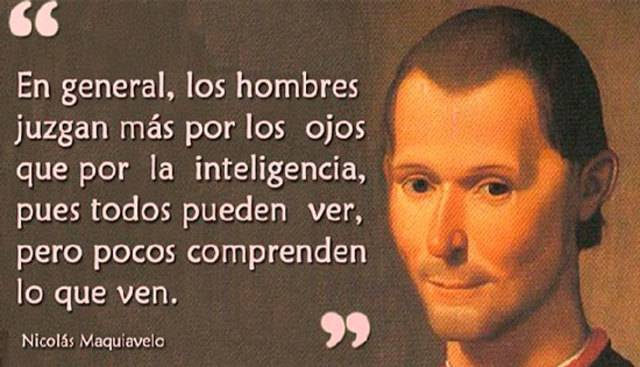 En general, los hombres
juzgan más por los ojos
que por la inteligencia,
pues todos pueden ver,
pero pocos comprenden
lo que ven.
Nicolás Maquiavelo